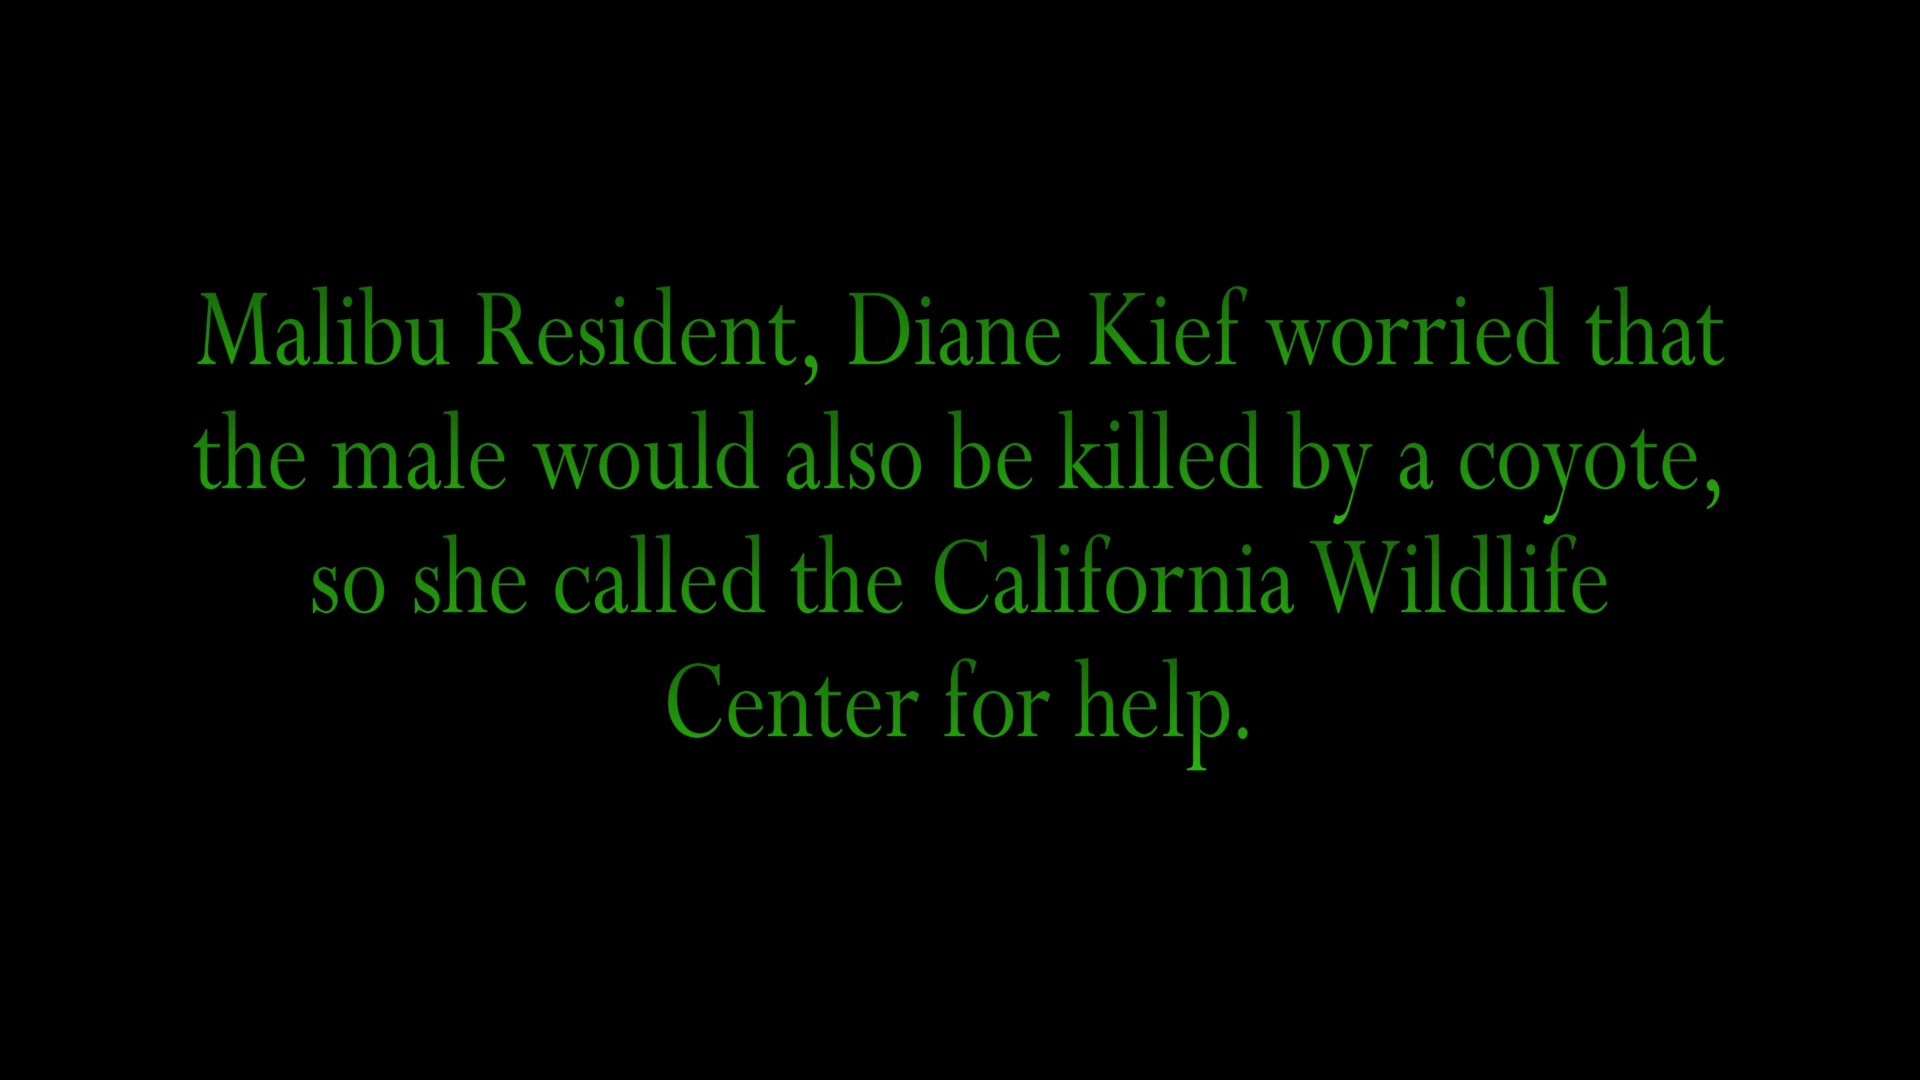 Malibu Resident, Diane Kief worried that
the male would also be killed by a coyote,
so she called the California Wildlife
Center for help.